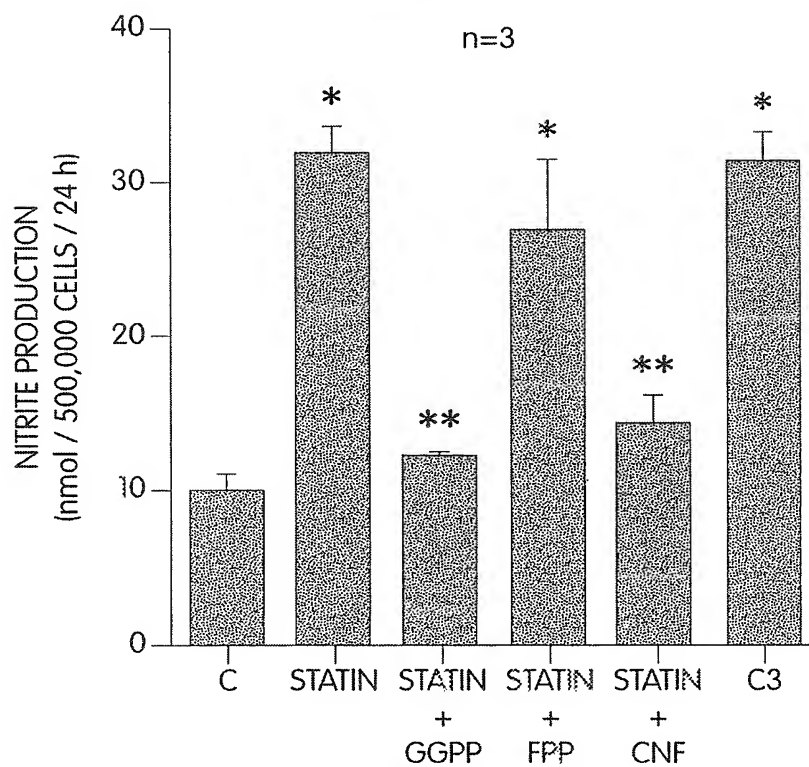 n=3
40
30
20
10
0
NITRITE PRODUCTION
(nmol / 500,000 CELLS / 24 h)
*
**
*
**
*
C
STATIN
STATIN
+
GGPP
STATIN
+
FPP
STATIN
+
CNF
C3